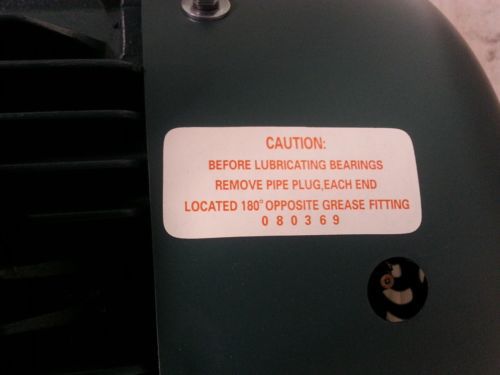 CAUTION:
BEFORE LUBRICATING BEARINGS
REMOVE PIPE PLUG,EACH END
LOCATED 180° OPPOSITE GREASE FITTING
080369